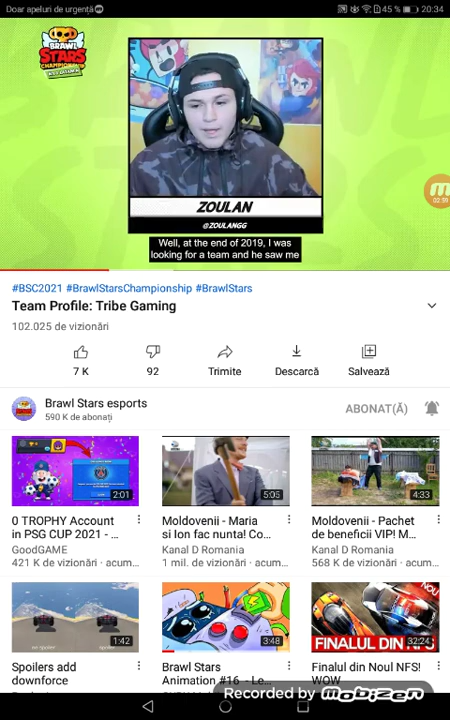 Doar apeluri de urgență
45 %
20:34
BRAWL
STARS
CHAMPIONSHIP
02:59
ZOULAN
@ZOULANGG
Well, at the end of 2019, I was
looking for a team and he saw me
#BSC2021 #BrawlStarsChampionship #BrawlStars
Team Profile: Tribe Gaming
102.025 de vizionări
7 K
92
Trimite
Descarcă
Salvează
Brawl Stars esports
590 K de abonați
ABONAT(Ă)
2:01
5:05
4:33
0 TROPHY Account
in PSG CUP 2021 - ...
GoodGAME
421 K de vizionări · acum...
Moldovenii - Maria
si Ion fac nunta! Co...
Kanal D Romania
1 mil. de vizionări · acum...
Moldovenii - Pachet
de beneficii VIP! M...
Kanal D Romania
568 K de vizionări · acum...
1:42
3:48
NOU
FINALUL DIN NFS
32:24
Spoilers add
downforce
Brawl Stars
Animation #16 - Le...
Finalul din Noul NFS!
WOW
Recorded by mobizen